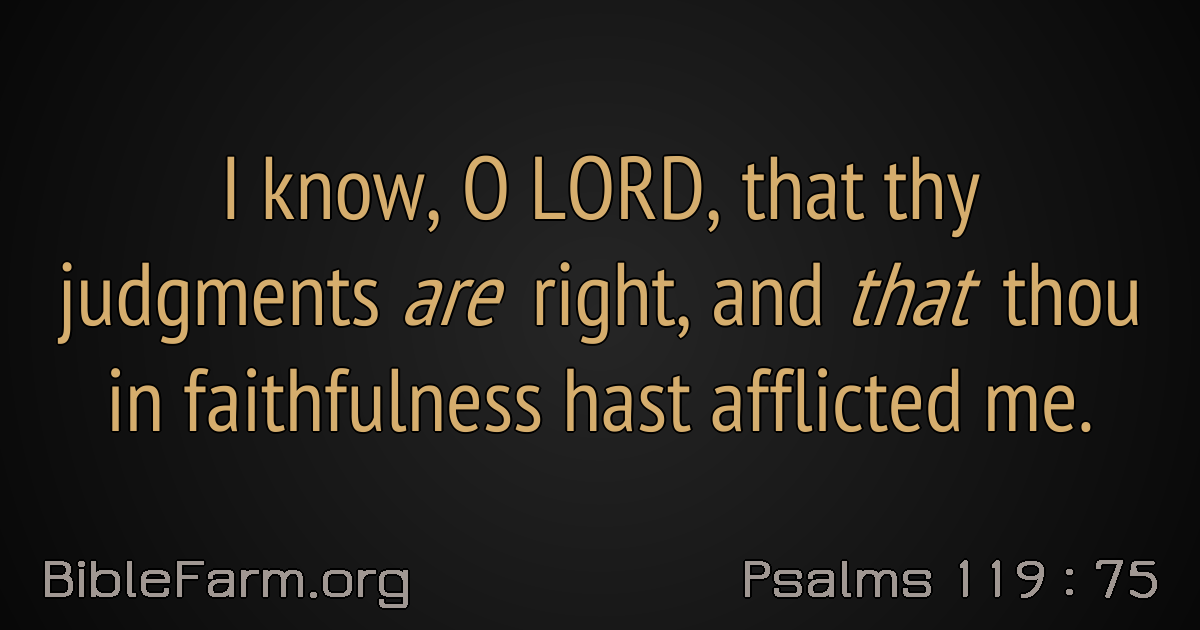 I know, O LORD, that thy
judgments are right, and that thou
in faithfulness hast afflicted me.
BibleFarm.org
Psalms 119 : 75